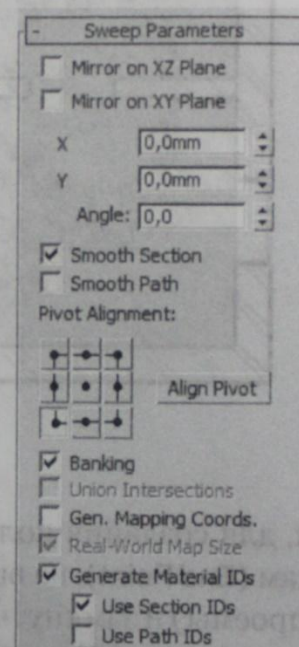 - Sweep Parameters
Mirror on XZ Plane
Mirror on XY Plane
X 0,0mm
Y 0,0mm
Angle: 0,0
Smooth Section
Smooth Path
Pivot Alignment:
Align Pivot
Banking
Union Intersections
Gen. Mapping Coords.
Real-World Map Size
Generate Material IDs
Use Section IDs
Use Path IDs